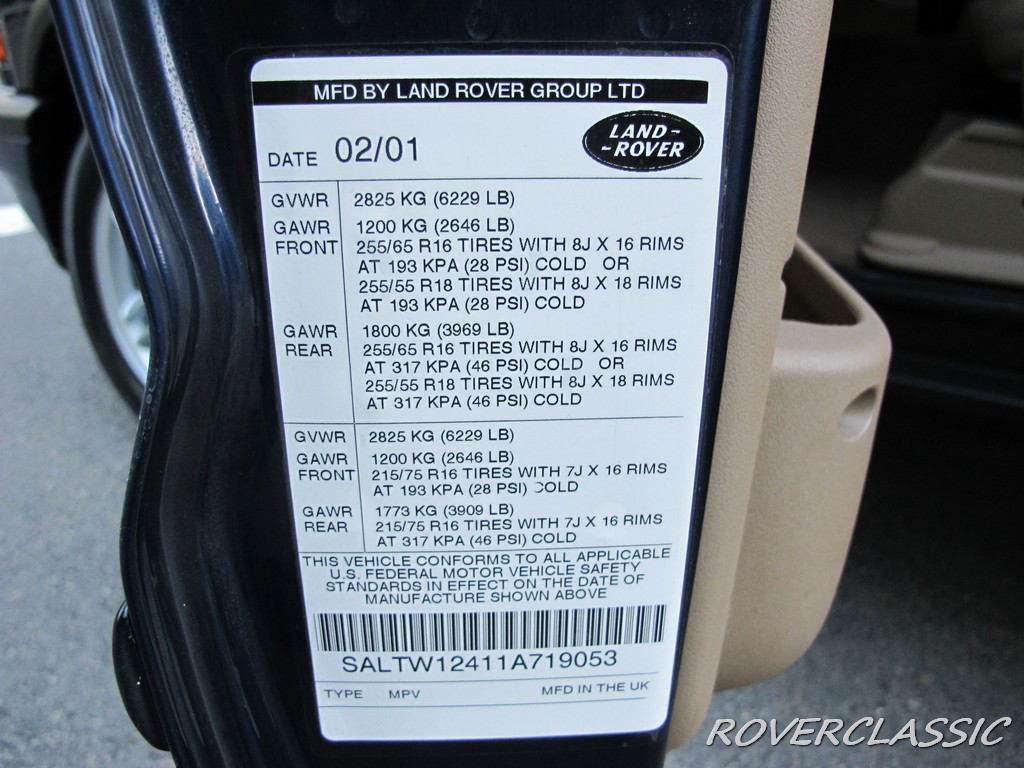 MFD BY LAND ROVER GROUP LTD
DATE 02/01
LAND-
-ROVER
GVWR 2825 KG (6229 LB)
GAWR 1200 KG (2646 LB)
FRONT 255/65 R16 TIRES WITH 8J X 16 RIMS
AT 193 KPA (28 PSI) COLD OR
255/55 R18 TIRES WITH 8J X 18 RIMS
AT 193 KPA (28 PSI) COLD
GAWR 1800 KG (3969 LB)
REAR 255/65 R16 TIRES WITH 8J X 16 RIMS
AT 317 KPA (46 PSI) COLD OR
255/55 R18 TIRES WITH 8J X 18 RIMS
AT 317 KPA (46 PSI) COLD
GVWR 2825 KG (6229 LB)
GAWR 1200 KG (2646 LB)
FRONT 215/75 R16 TIRES WITH 7J X 16 RIMS
AT 193 KPA (28 PSI) COLD
GAWR 1773 KG (3909 LB)
REAR 215/75 R16 TIRES WITH 7J X 16 RIMS
AT 317 KPA (46 PSI) COLD
THIS VEHICLE CONFORMS TO ALL APPLICABLE
U.S. FEDERAL MOTOR VEHICLE SAFETY
STANDARDS IN EFFECT ON THE DATE OF
MANUFACTURE SHOWN ABOVE
SALTW12411A719053
TYPE MPV MFD IN THE UK
ROVERCLASSIC